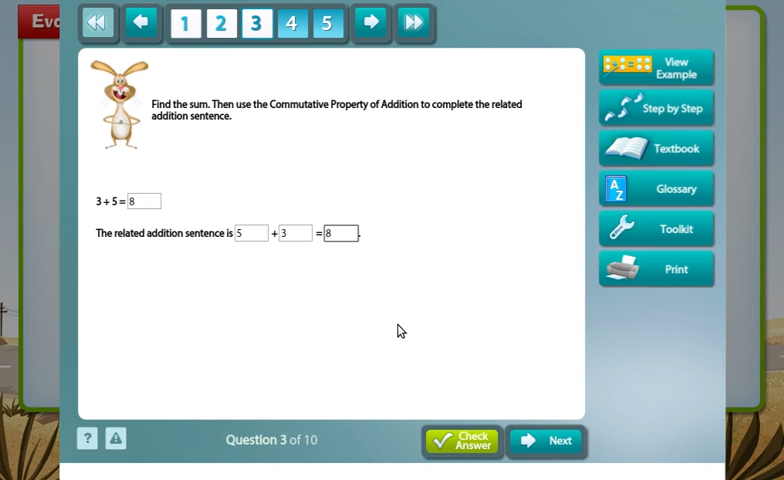 Evo
1 2 3 4 5
Find the sum. Then use the Commutative Property of Addition to complete the related
addition sentence.
3 + 5 = 8
The related addition sentence is 5 + 3 = 8 .
View
Example
Step by Step
Textbook
A
Z
Glossary
Toolkit
Print
? Question 3 of 10
Check
Answer
Next